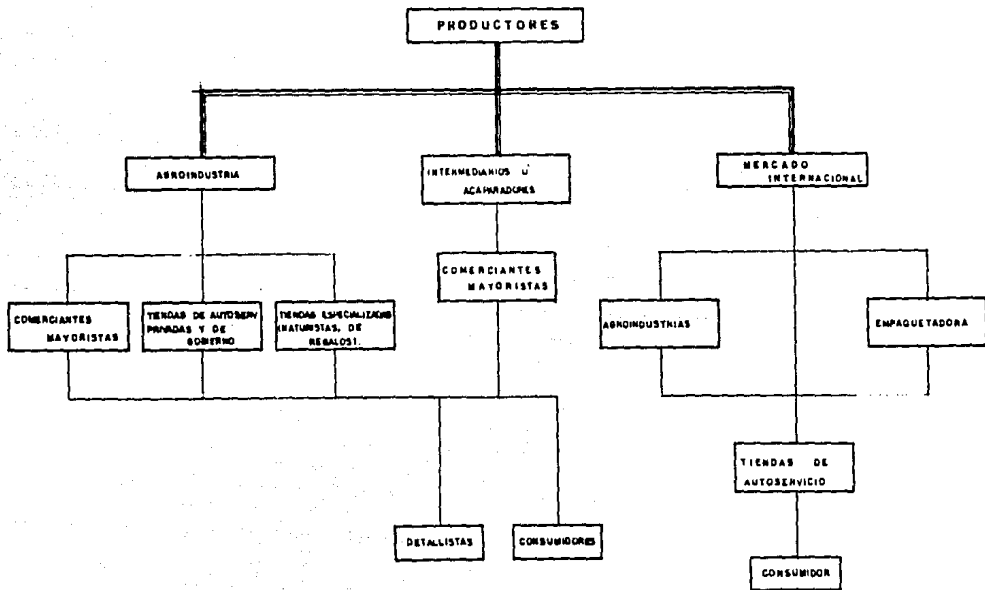 PRODUCTORES
AGROINDUSTRIA
INTERMEDIARIOS U
ACAPARADORES
MERCADO
INTERNACIONAL
COMERCIANTES
MAYORISTAS
TIENDAS DE AUTOSERV
PRIVADAS Y DE
GOBIERNO
TIENDAS ESPECIALIZADAS
(NATURISTAS, DE
REGALOS).
COMERCIANTES
MAYORISTAS
AGROINDUSTRIAS
EMPAQUETADORA
TIENDAS DE
AUTOSERVICIO
DETALLISTAS
CONSUMIDORES
CONSUMIDOR